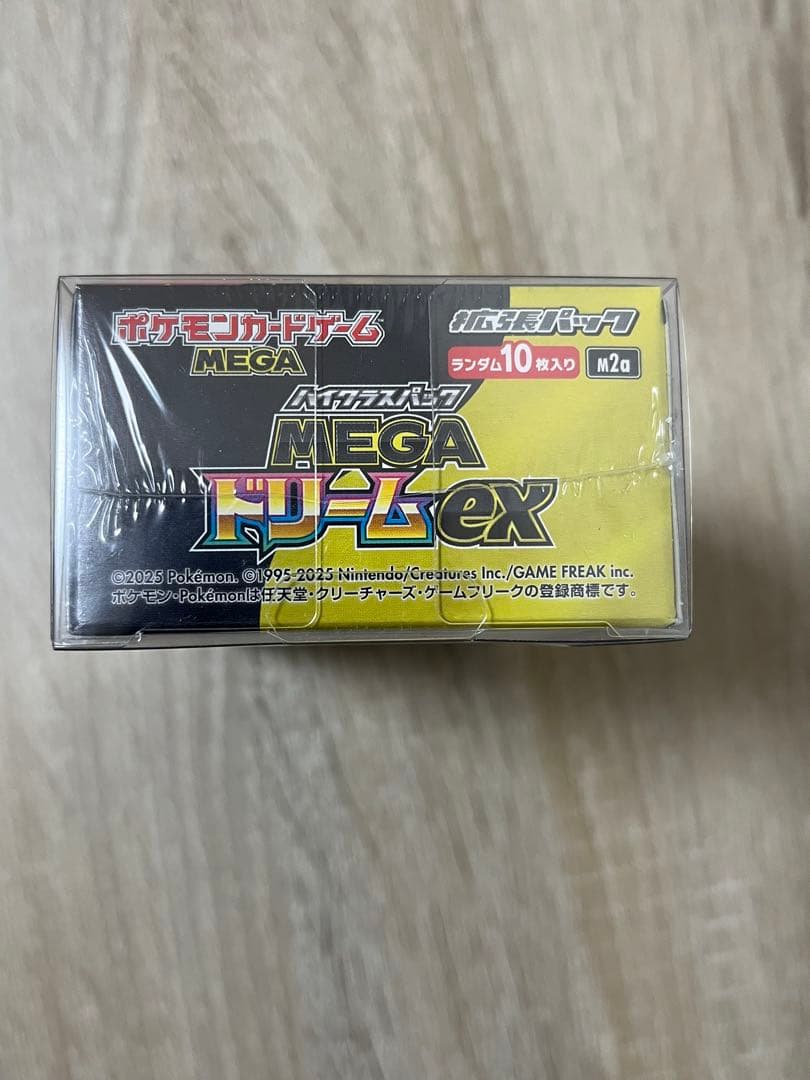 ポケモンカードゲーム™
MEGA
拡張パック
ランダム10枚入り
M2a
ハイクラスパック
MEGA
ドリームex
©2025 Pokémon. ©1995-2025 Nintendo/Creatures Inc./GAME FREAK inc.
ポケモン・Pokémonは任天堂・クリーチャーズ・ゲームフリークの登録商標です。